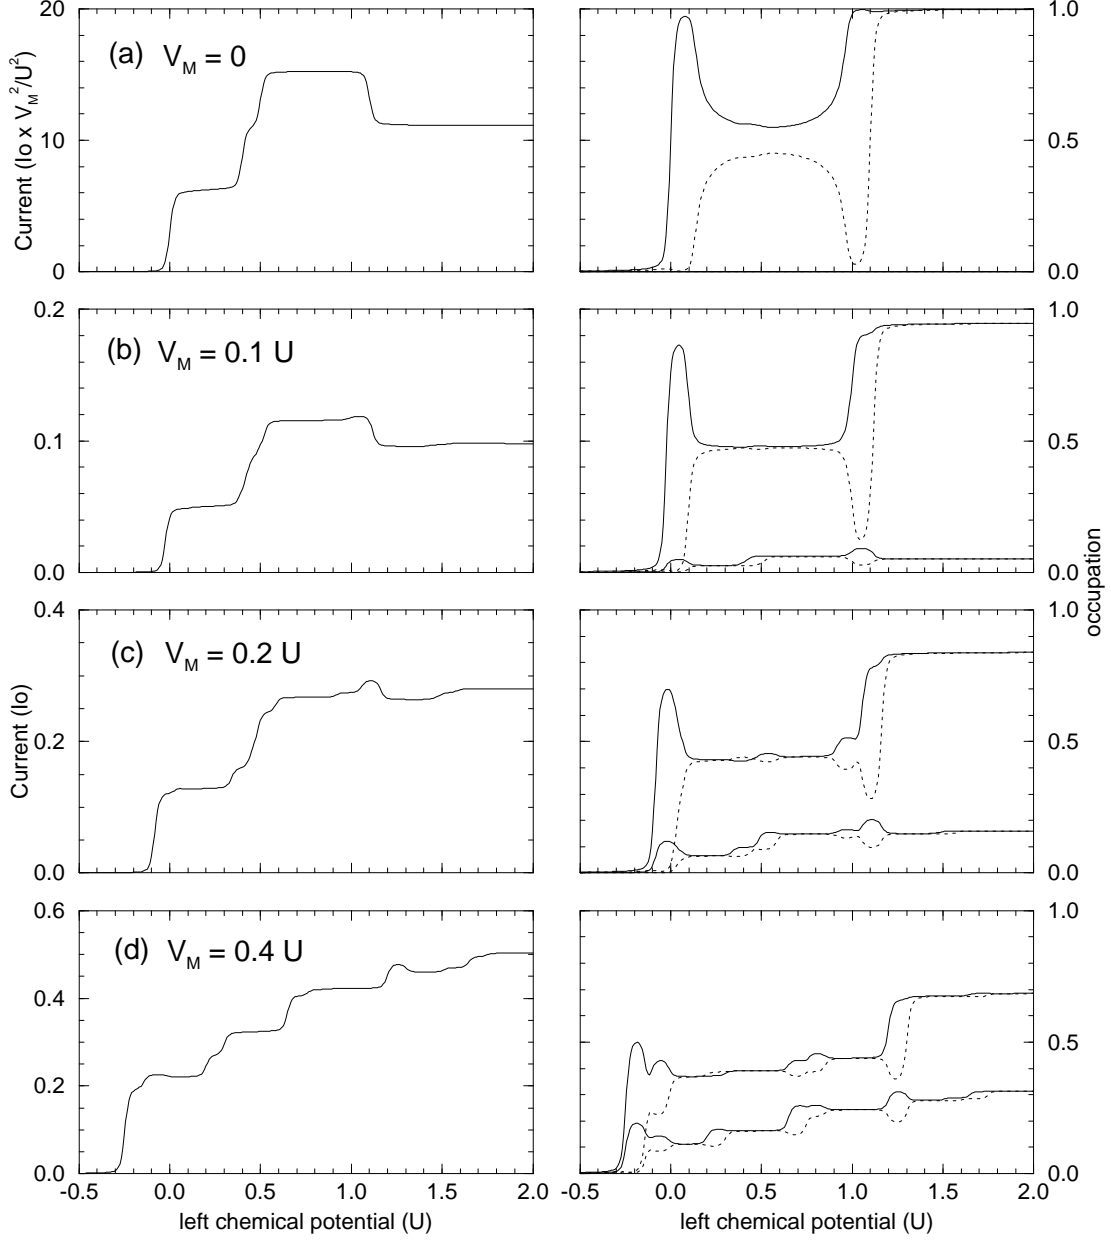 20
10
0
Current (Io x V_M^2/U^2)
(a) V_M = 0
1.0
0.5
0.0
0.2
0.1
0.0
(b) V_M = 0.1 U
1.0
0.5
0.0
occupation
0.4
0.2
0.0
Current (Io)
(c) V_M = 0.2 U
1.0
0.5
0.0
0.6
0.4
0.2
0.0
(d) V_M = 0.4 U
1.0
0.5
0.0
-0.5 0.0 0.5 1.0 1.5 2.0
left chemical potential (U)
-0.5 0.0 0.5 1.0 1.5 2.0
left chemical potential (U)